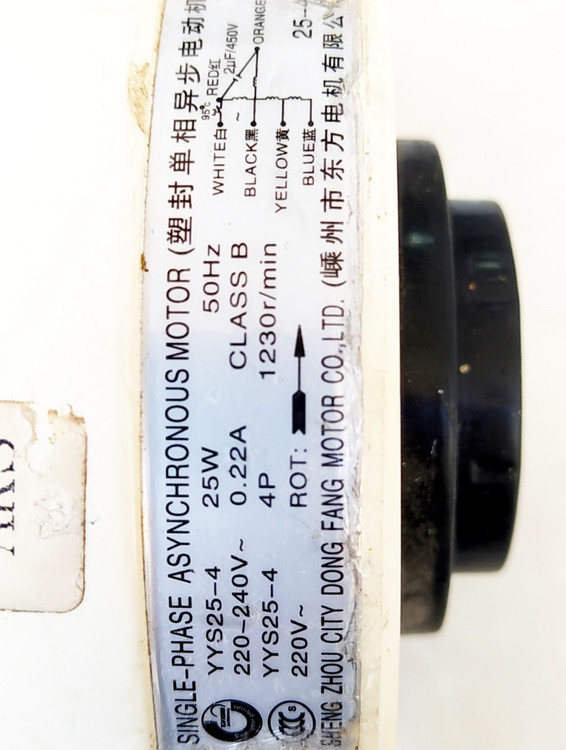 SINGLE-PHASE ASYNCHRONOUS MOTOR (塑封单相异步电动机
YYS25-4 25W 50Hz
220-240V~ 0.22A CLASS B
YYS25-4 4P 1230r/min
220V~ ROT:
SHENG ZHOU CITY DONG FANG MOTOR CO.,LTD. (嵊州市东方电机有限公
95℃
RED红
2μF/450V
ORANGE
WHITE白
~
BLACK黑
YELLOW黄
BLUE蓝
25-4